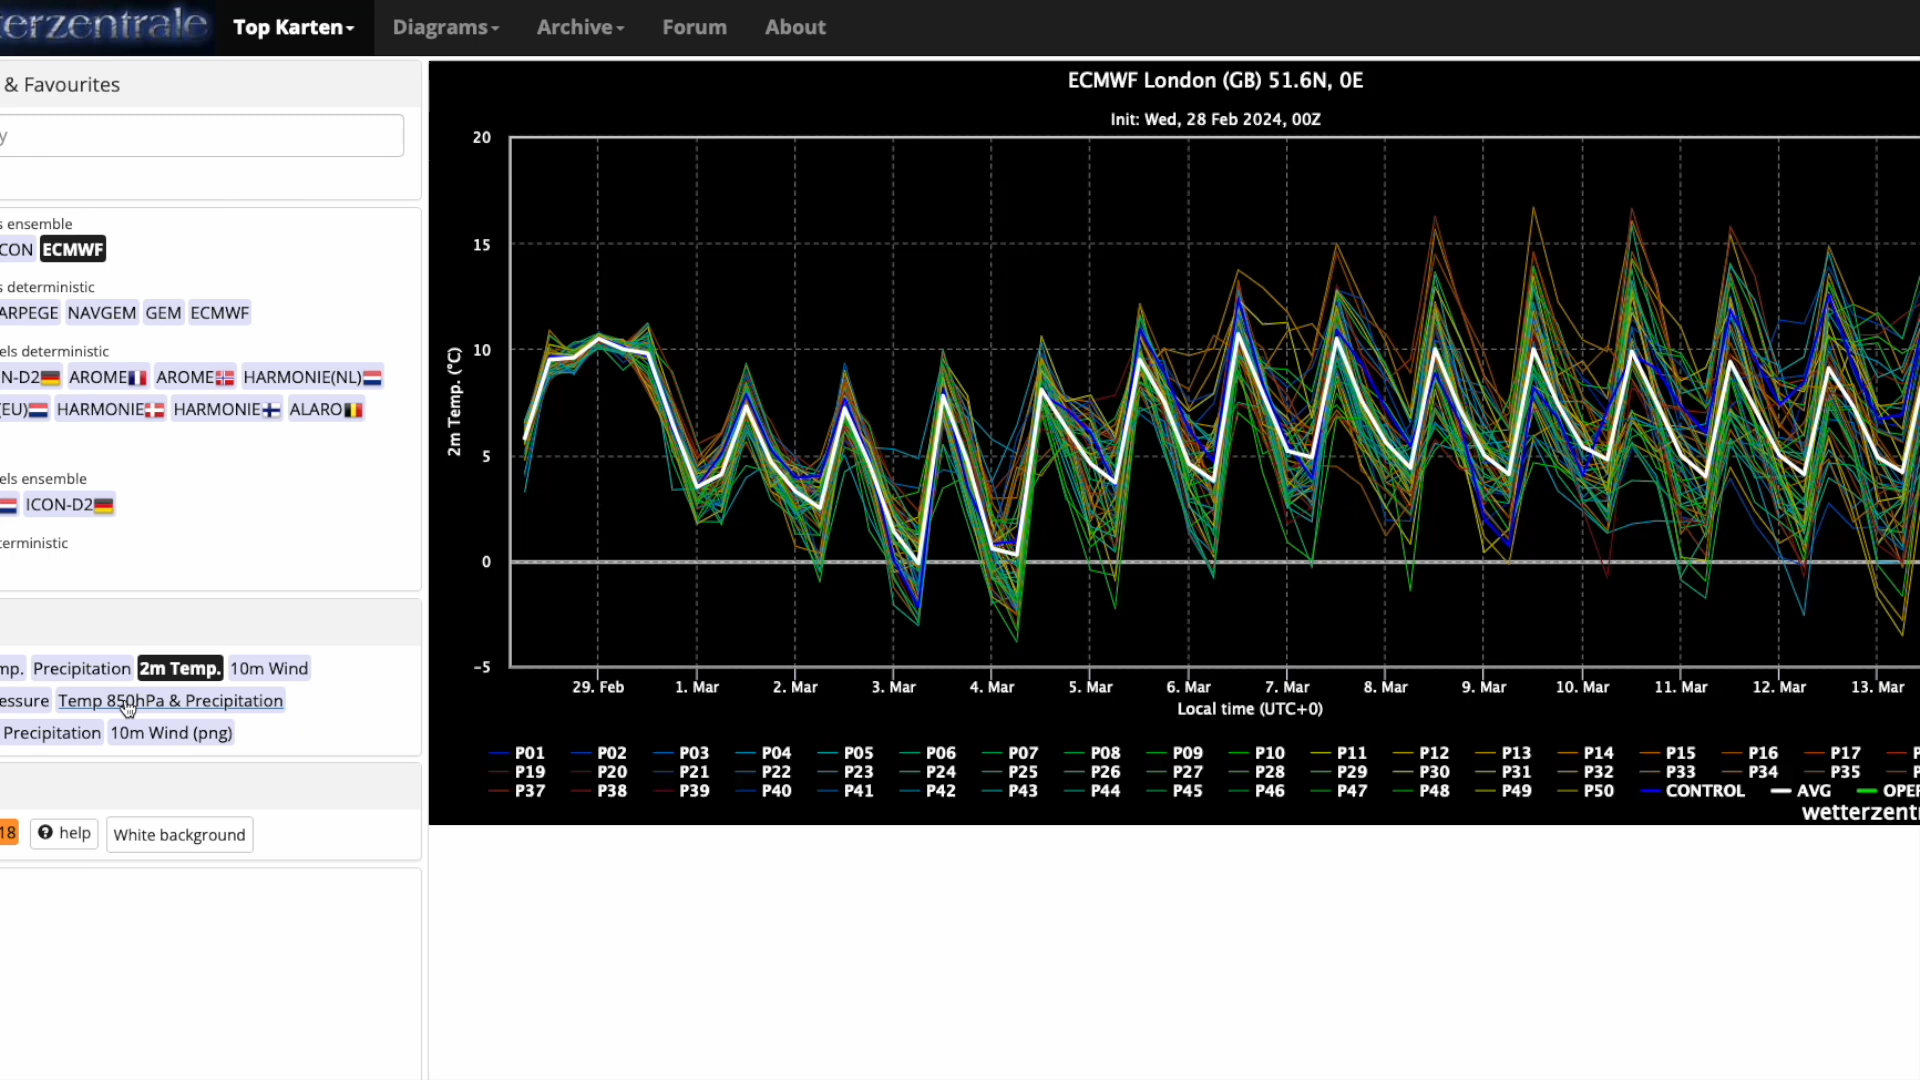 erzentrale Top Karten Diagrams Archive Forum About
& Favourites
y
s ensemble
CON ECMWF
s deterministic
ARPEGE NAVGEM GEM ECMWF
els deterministic
N-D2 AROME AROME HARMONIE(NL)
(EU) HARMONIE HARMONIE ALARO
els ensemble
ICON-D2
terministic
mp. Precipitation 2m Temp. 10m Wind
essure Temp 850hPa & Precipitation
Precipitation 10m Wind (png)
18 help White background
ECMWF London (GB) 51.6N, 0E
Init: Wed, 28 Feb 2024, 00Z
20
15
10
5
0
-5
2m Temp. (°C)
29. Feb 1. Mar 2. Mar 3. Mar 4. Mar 5. Mar 6. Mar 7. Mar 8. Mar 9. Mar 10. Mar 11. Mar 12. Mar 13. Mar
Local time (UTC+0)
P01 P02 P03 P04 P05 P06 P07 P08 P09 P10 P11 P12 P13 P14 P15 P16 P17 P
P19 P20 P21 P22 P23 P24 P25 P26 P27 P28 P29 P30 P31 P32 P33 P34 P35 P
P37 P38 P39 P40 P41 P42 P43 P44 P45 P46 P47 P48 P49 P50 CONTROL AVG OPE
wetterzent